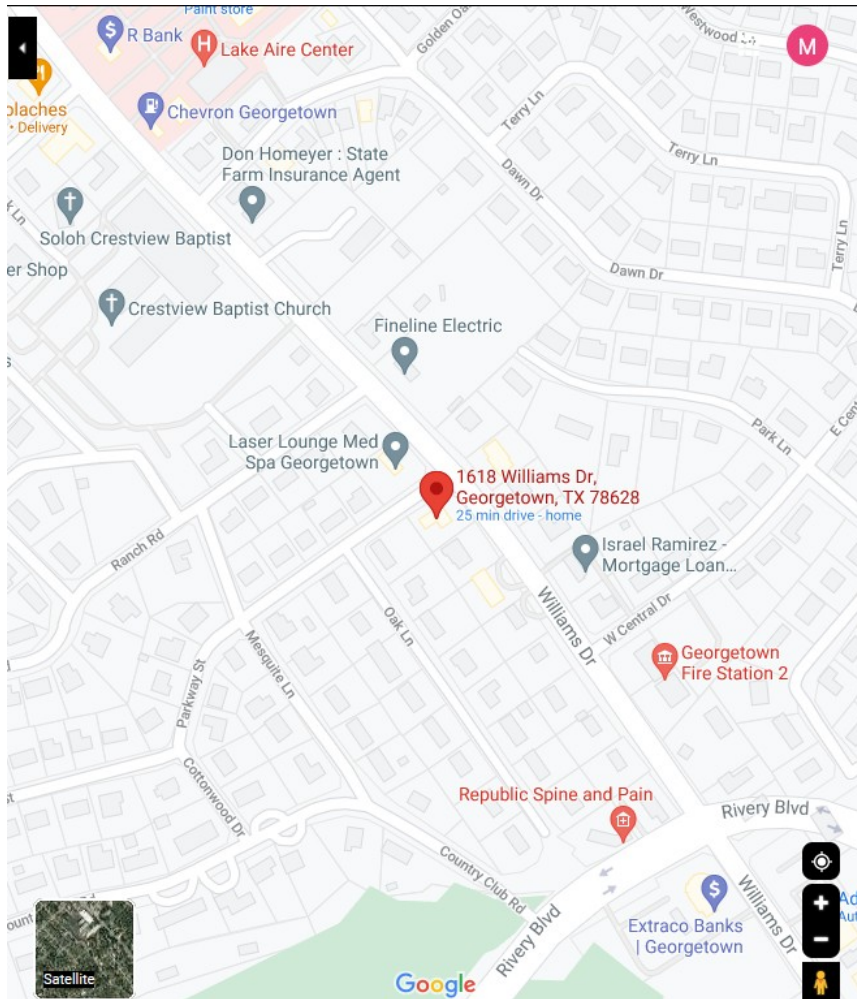 Paint store
R Bank
Lake Aire Center
Golden Oa
Westwood Ln
M
olaches
• Delivery
Chevron Georgetown
Terry Ln
Terry Ln
Don Homeyer : State
Farm Insurance Agent
Dawn Dr
Soloh Crestview Baptist
Terry Ln
er Shop
Dawn Dr
Crestview Baptist Church
Fineline Electric
E Cent
Park Ln
Laser Lounge Med
Spa Georgetown
1618 Williams Dr,
Georgetown, TX 78628
25 min drive - home
Ranch Rd
Israel Ramirez -
Mortgage Loan...
Williams Dr
W Central Dr
Oak Ln
Mesquite Ln
Georgetown
Fire Station 2
Parkway St
Cottonwood Dr
Republic Spine and Pain
Rivery Blvd
Country Club Rd
Williams Dr
Extraco Banks
| Georgetown
Ad
Aut
Rivery Blvd
Satellite
Google